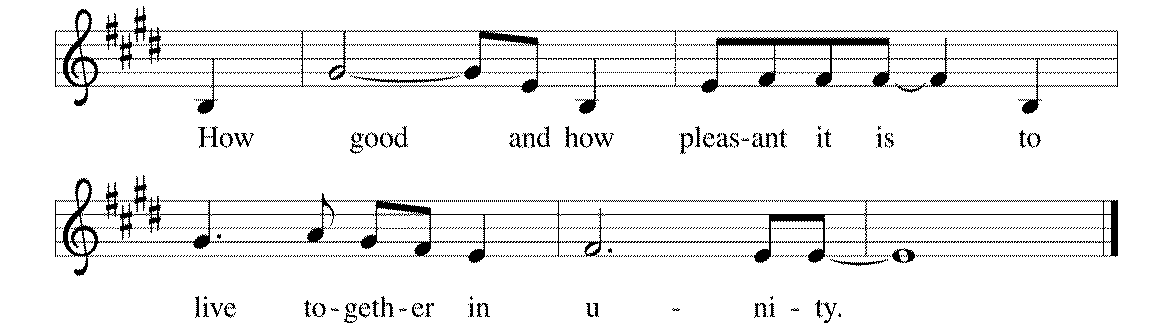 How good and how pleas-ant it is to
live to-geth-er in u - ni - ty.